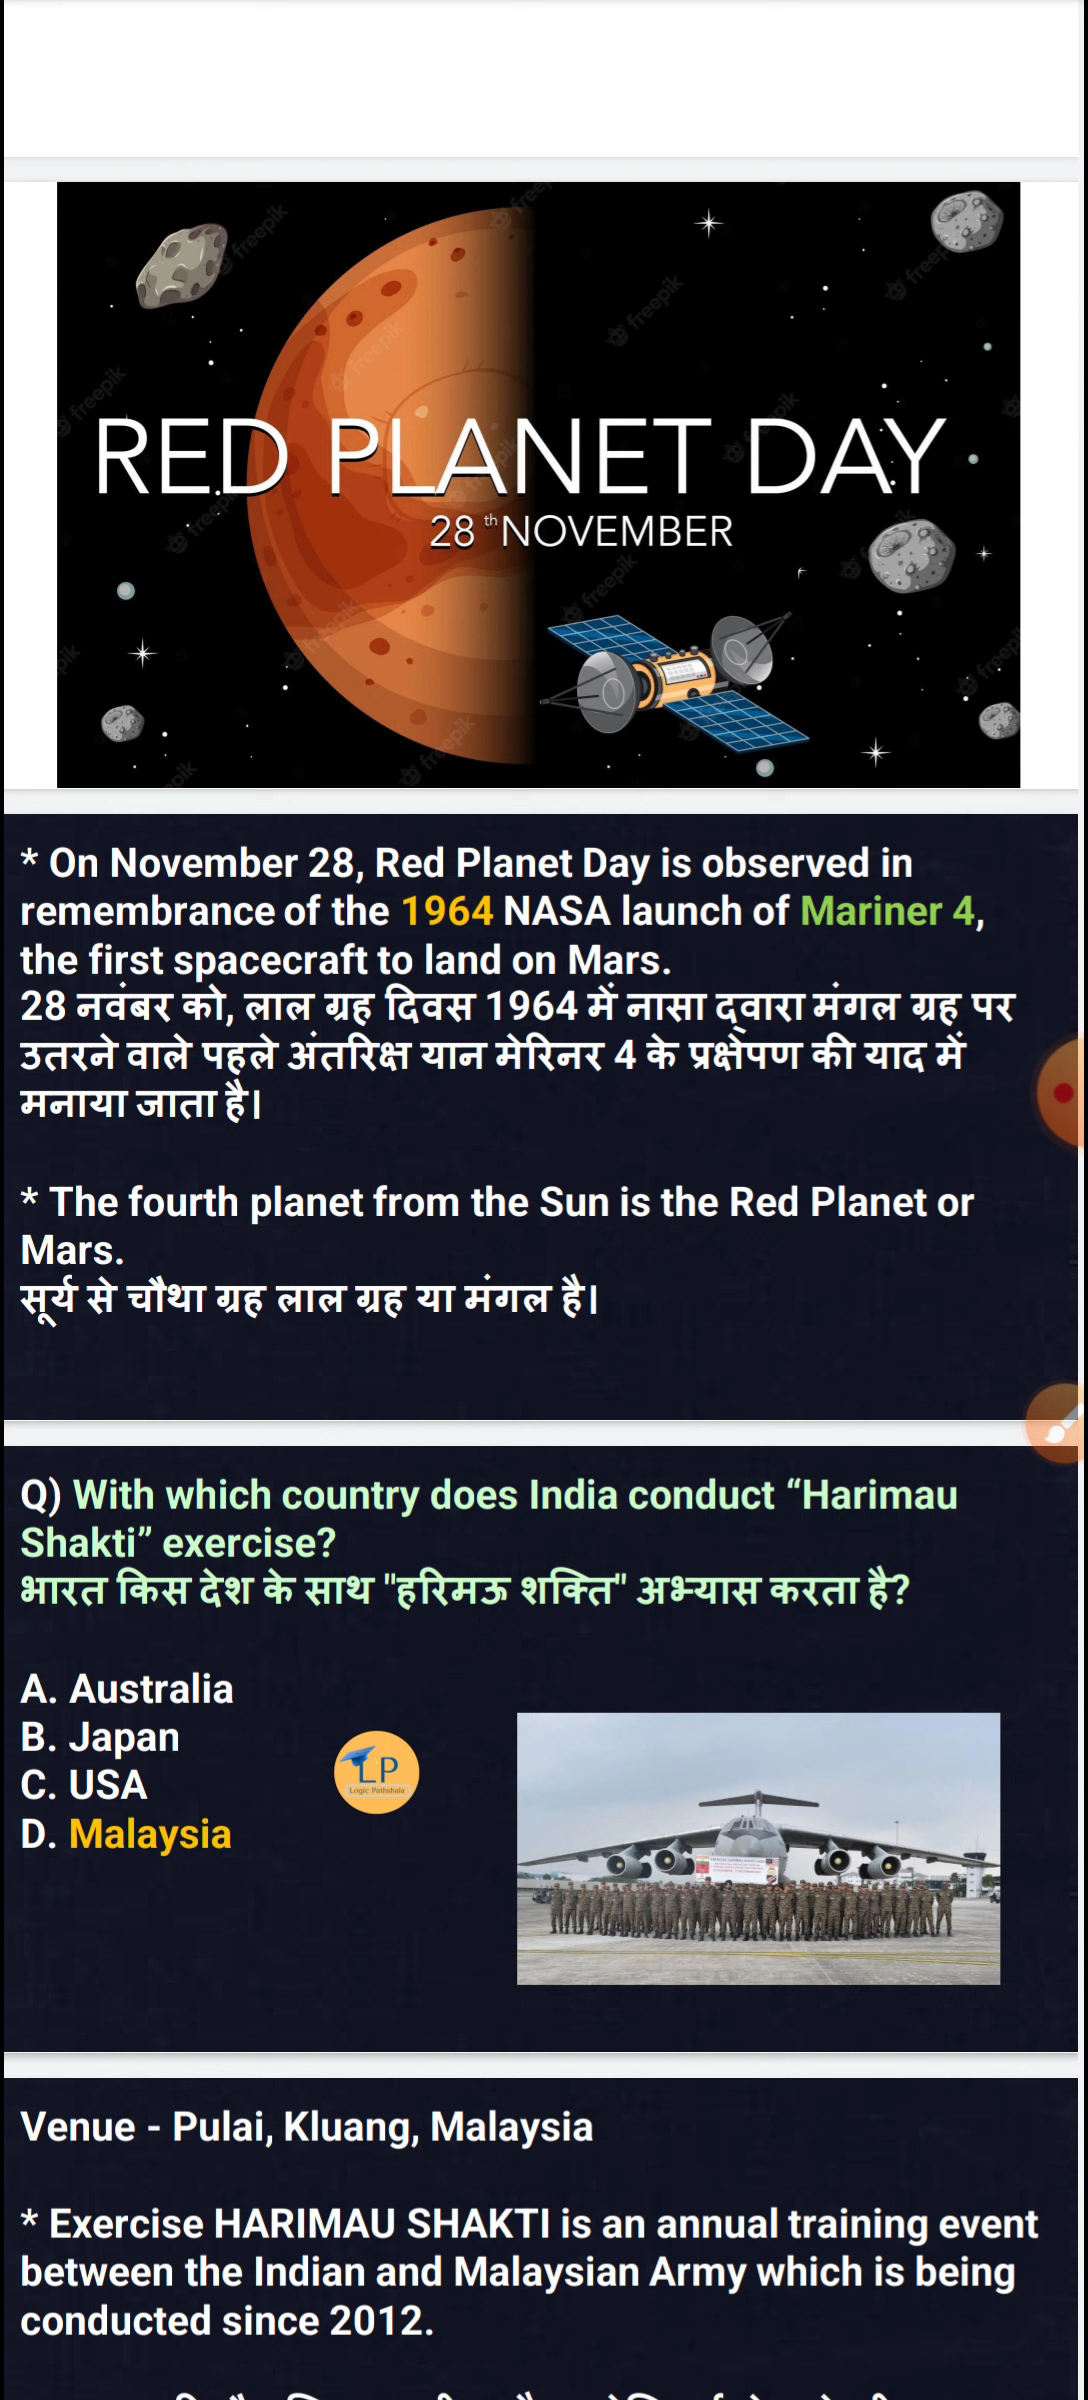 RED PLANET DAY
28 th NOVEMBER
* On November 28, Red Planet Day is observed in
remembrance of the 1964 NASA launch of Mariner 4,
the first spacecraft to land on Mars.
28 नवंबर को, लाल ग्रह दिवस 1964 में नासा द्वारा मंगल ग्रह पर
उतरने वाले पहले अंतरिक्ष यान मेरिनर 4 के प्रक्षेपण की याद में
मनाया जाता है।
* The fourth planet from the Sun is the Red Planet or
Mars.
सूर्य से चौथा ग्रह लाल ग्रह या मंगल है।
Q) With which country does India conduct “Harimau
Shakti” exercise?
भारत किस देश के साथ "हरिमऊ शक्ति" अभ्यास करता है?
A. Australia
B. Japan
C. USA
D. Malaysia
LP
Logic Pathshala
Venue - Pulai, Kluang, Malaysia
* Exercise HARIMAU SHAKTI is an annual training event
between the Indian and Malaysian Army which is being
conducted since 2012.